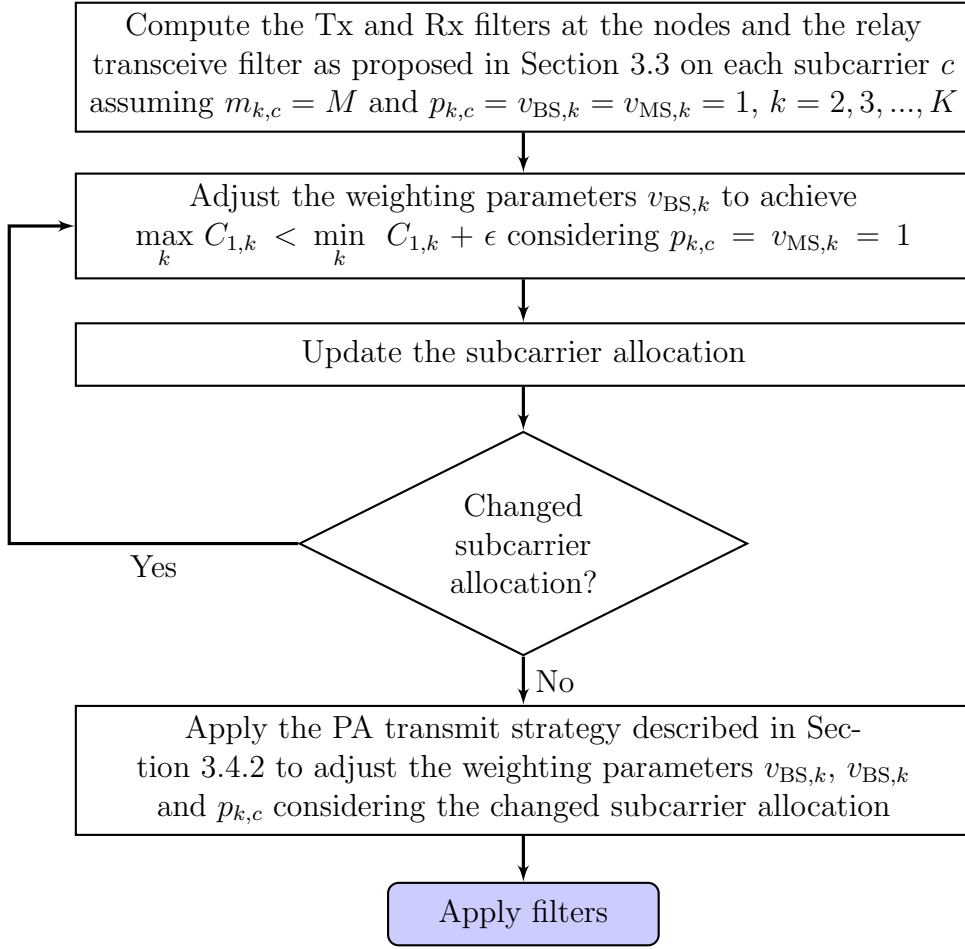 Compute the Tx and Rx filters at the nodes and the relay
transceive filter as proposed in Section 3.3 on each subcarrier c
assuming m_{k,c} = M and p_{k,c} = v_{BS,k} = v_{MS,k} = 1, k = 2, 3, ..., K
Adjust the weighting parameters v_{BS,k} to achieve
max_k C_{1,k} < min_k C_{1,k} + ϵ considering p_{k,c} = v_{MS,k} = 1
Update the subcarrier allocation
Changed
subcarrier
allocation?
Yes
No
Apply the PA transmit strategy described in Sec-
tion 3.4.2 to adjust the weighting parameters v_{BS,k}, v_{BS,k}
and p_{k,c} considering the changed subcarrier allocation
Apply filters